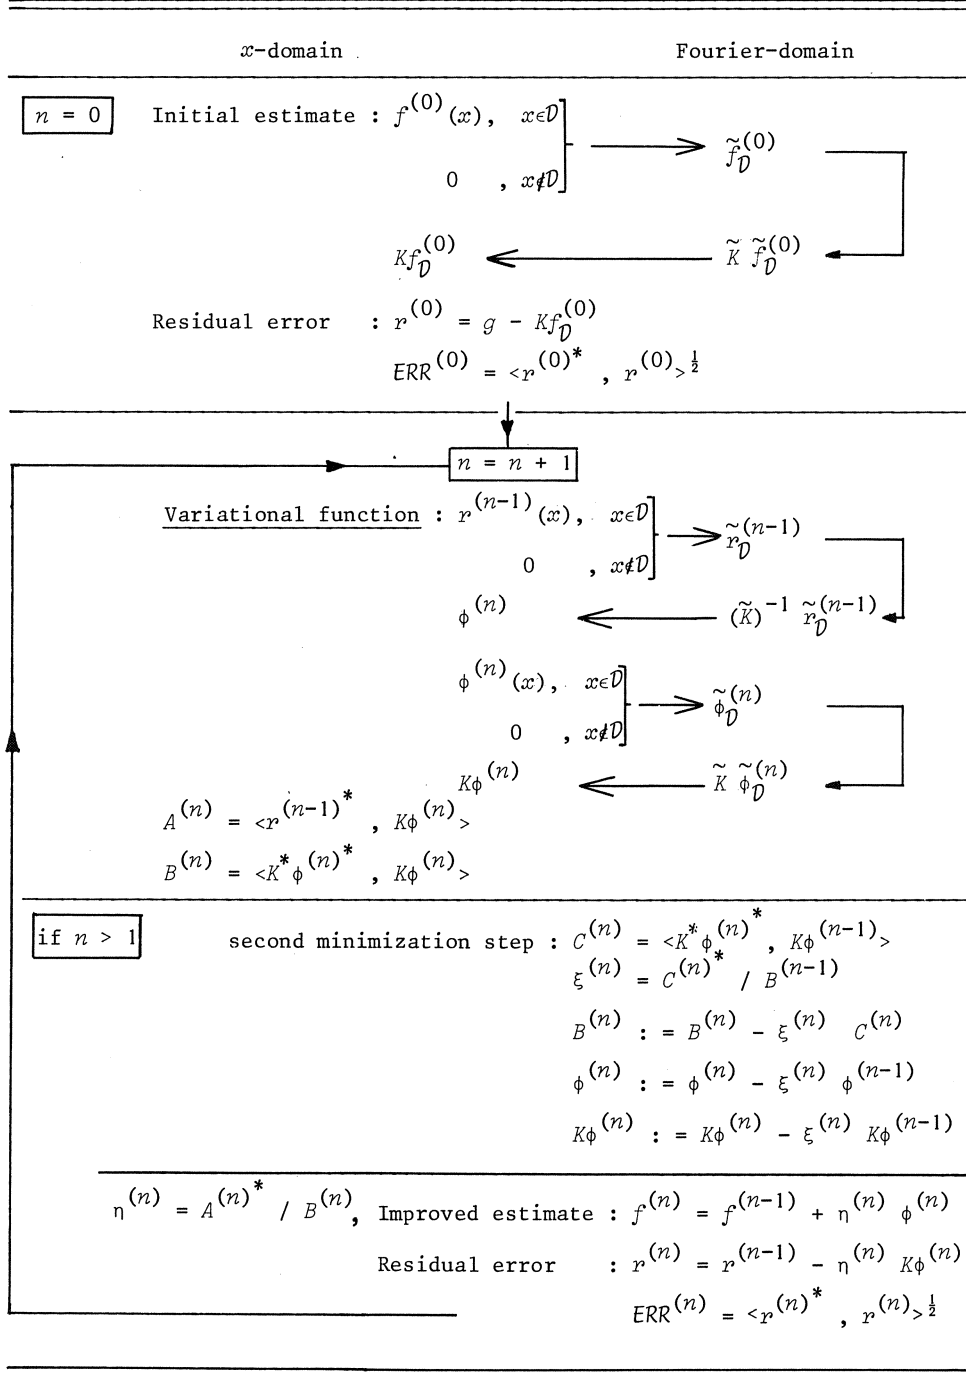 x-domain Fourier-domain
n = 0 Initial estimate : f^(0)(x), x∈𝒟 f̃_𝒟^(0)
0 , x∉𝒟
Kf_𝒟^(0) K̃ f̃_𝒟^(0)
Residual error : r^(0) = g - Kf_𝒟^(0)
ERR^(0) = <r^(0)* , r^(0)>^½
n = n + 1
Variational function : r^(n-1)(x), x∈𝒟 r̃_𝒟^(n-1)
0 , x∉𝒟
ϕ^(n) (K̃)^-1 r̃_𝒟^(n-1)
ϕ^(n)(x), x∈𝒟 ϕ̃_𝒟^(n)
0 , x∉𝒟
Kϕ^(n) K̃ ϕ̃_𝒟^(n)
A^(n) = <r^(n-1)* , Kϕ^(n)>
B^(n) = <K*ϕ^(n)* , Kϕ^(n)>
if n > 1 second minimization step : C^(n) = <K*ϕ^(n)*, Kϕ^(n-1)>
ξ^(n) = C^(n)* / B^(n-1)
B^(n) := B^(n) - ξ^(n) C^(n)
ϕ^(n) := ϕ^(n) - ξ^(n) ϕ^(n-1)
Kϕ^(n) := Kϕ^(n) - ξ^(n) Kϕ^(n-1)
η^(n) = A^(n)* / B^(n), Improved estimate : f^(n) = f^(n-1) + η^(n) ϕ^(n)
Residual error : r^(n) = r^(n-1) - η^(n) Kϕ^(n)
ERR^(n) = <r^(n)* , r^(n)>^½